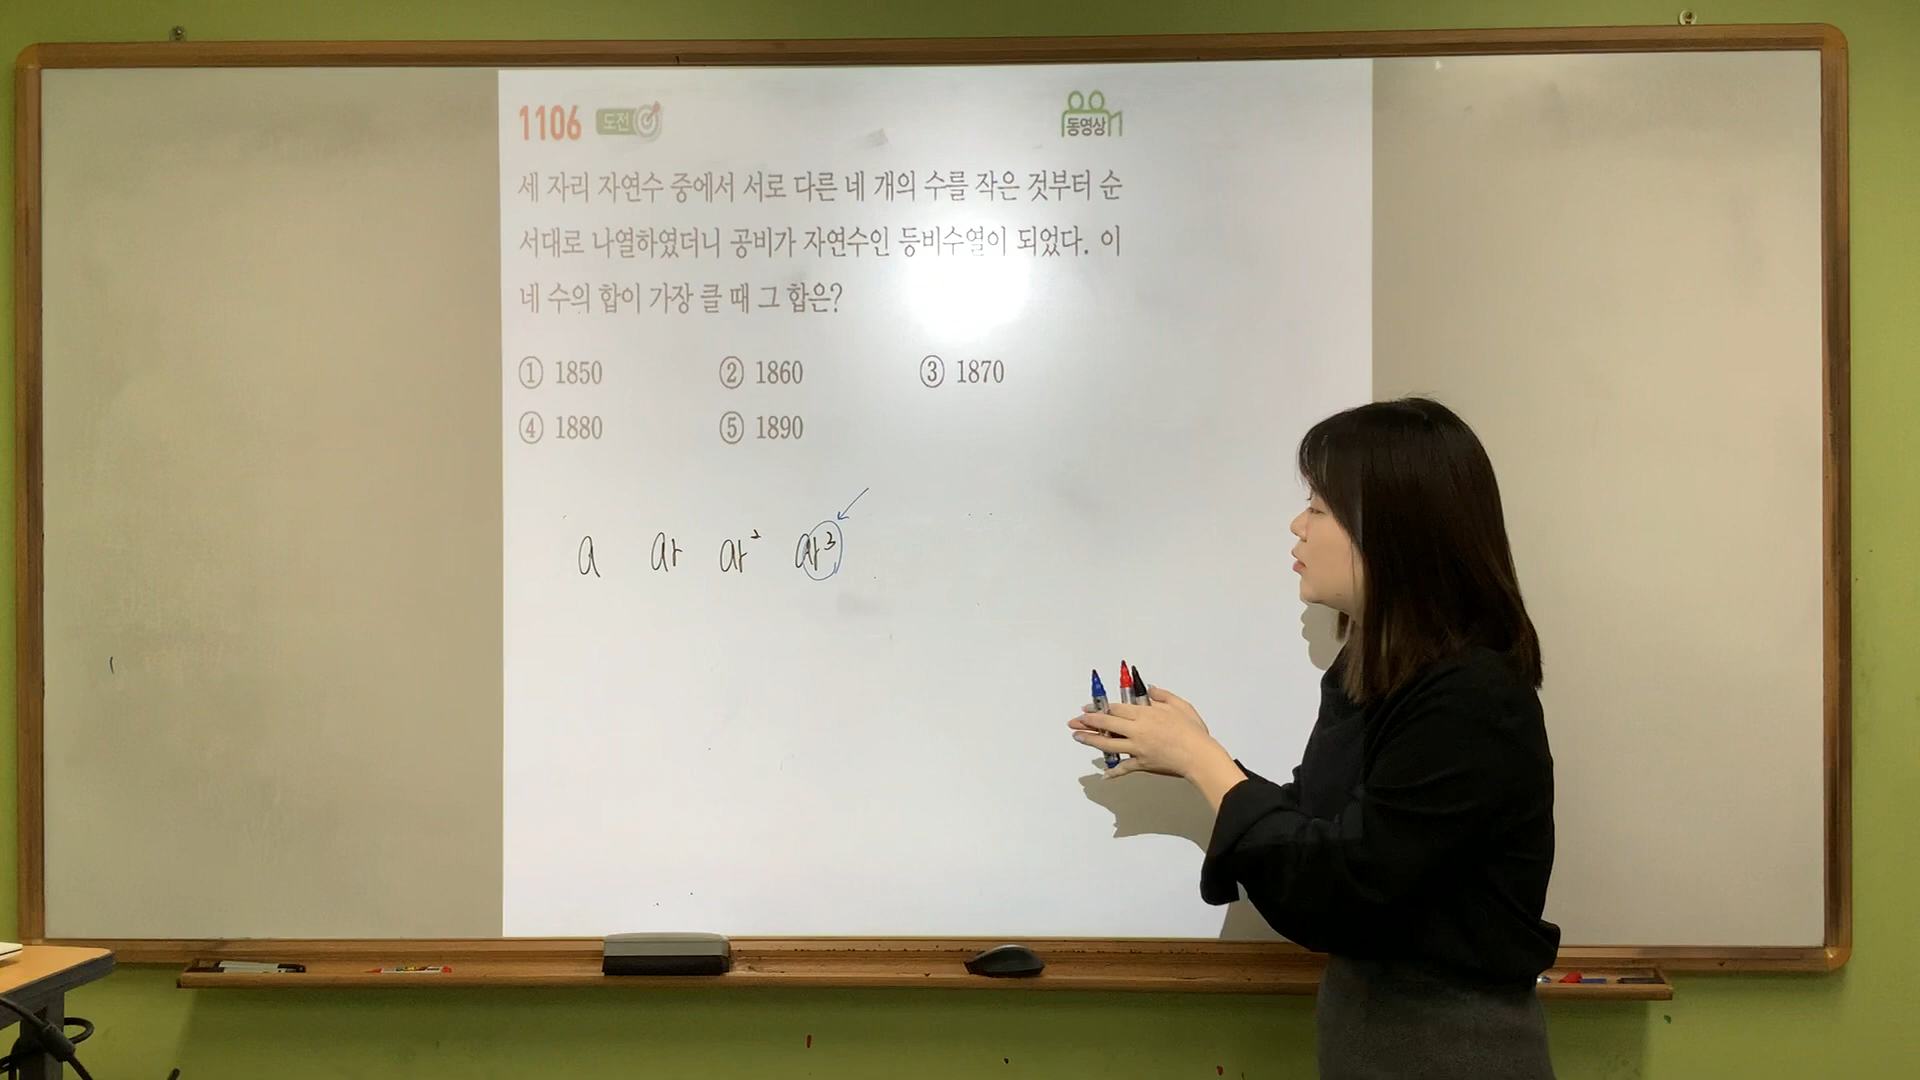 1106 도전 동영상
세 자리 자연수 중에서 서로 다른 네 개의 수를 작은 것부터 순
서대로 나열하였더니 공비가 자연수인 등비수열이 되었다. 이
네 수의 합이 가장 클 때 그 합은?
① 1850 ② 1860 ③ 1870
④ 1880 ⑤ 1890
a ar ar² ar³